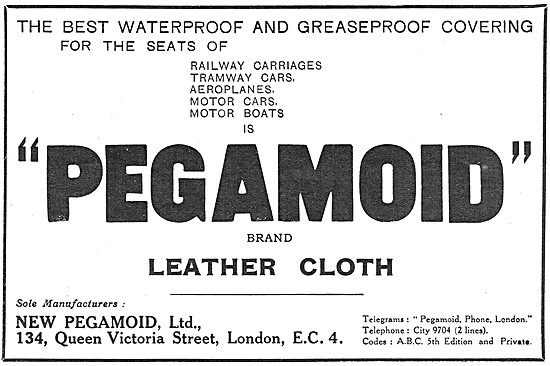 THE BEST WATERPROOF AND GREASEPROOF COVERING
FOR THE SEATS OF
RAILWAY CARRIAGES
TRAMWAY CARS,
AEROPLANES,
MOTOR CARS,
MOTOR BOATS
IS
"PEGAMOID"
BRAND
LEATHER CLOTH
Sole Manufacturers :
NEW PEGAMOID, Ltd.,
134, Queen Victoria Street, London, E.C. 4.
Telegrams : "Pegamoid, Phone, London."
Telephone : City 9704 (2 lines).
Codes : A.B.C. 5th Edition and Private.